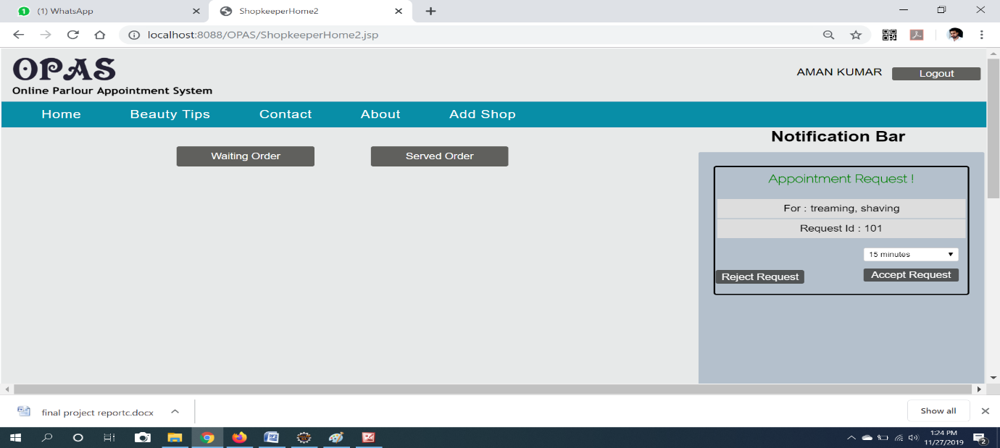 (1) WhatsApp
ShopkeeperHome2
localhost:8088/OPAS/ShopkeeperHome2.jsp
OPAS
Online Parlour Appointment System
AMAN KUMAR
Logout
Home Beauty Tips Contact About Add Shop
Notification Bar
Waiting Order Served Order
Appointment Request !
For : treaming, shaving
Request Id : 101
15 minutes
Reject Request Accept Request
final project reportc.docx
Show all
1:24 PM
11/27/2019
2